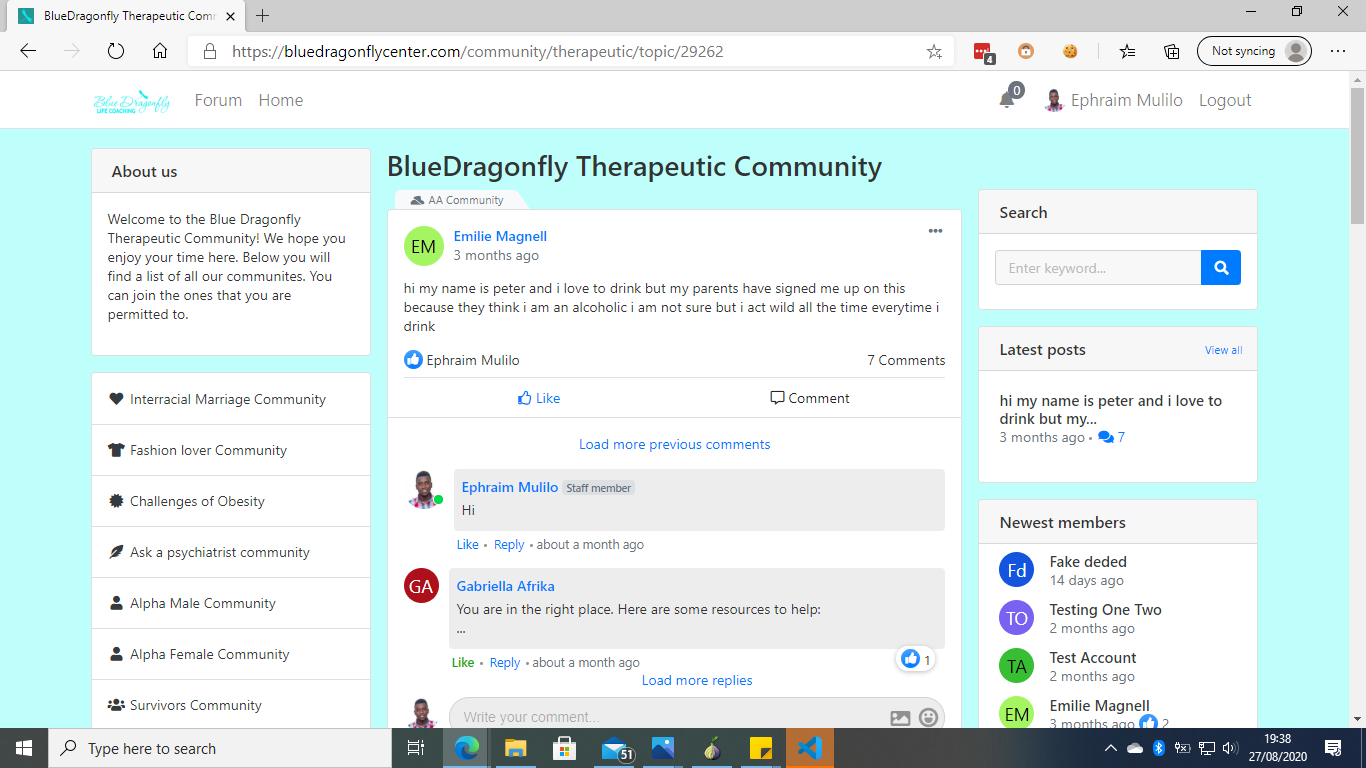 BlueDragonfly Therapeutic Comm
https://bluedragonflycenter.com/community/therapeutic/topic/29262
4
Not syncing
Blue Dragonfly
LIFE COACHING
Forum
Home
0
Ephraim Mulilo
Logout
About us
Welcome to the Blue Dragonfly
Therapeutic Community! We hope you
enjoy your time here. Below you will
find a list of all our communites. You
can join the ones that you are
permitted to.
Interracial Marriage Community
Fashion lover Community
Challenges of Obesity
Ask a psychiatrist community
Alpha Male Community
Alpha Female Community
Survivors Community
BlueDragonfly Therapeutic Community
AA Community
EM
Emilie Magnell
3 months ago
hi my name is peter and i love to drink but my parents have signed me up on this
because they think i am an alcoholic i am not sure but i act wild all the time everytime i
drink
Ephraim Mulilo
7 Comments
Like
Comment
Load more previous comments
Ephraim Mulilo Staff member
Hi
Like • Reply • about a month ago
GA
Gabriella Afrika
You are in the right place. Here are some resources to help:
...
Like • Reply • about a month ago
1
Load more replies
Write your comment...
Search
Enter keyword...
Latest posts
View all
hi my name is peter and i love to
drink but my...
3 months ago • 7
Newest members
Fd
Fake deded
14 days ago
TO
Testing One Two
2 months ago
TA
Test Account
2 months ago
EM
Emilie Magnell
3 months ago 2
Type here to search
51
19:38
27/08/2020